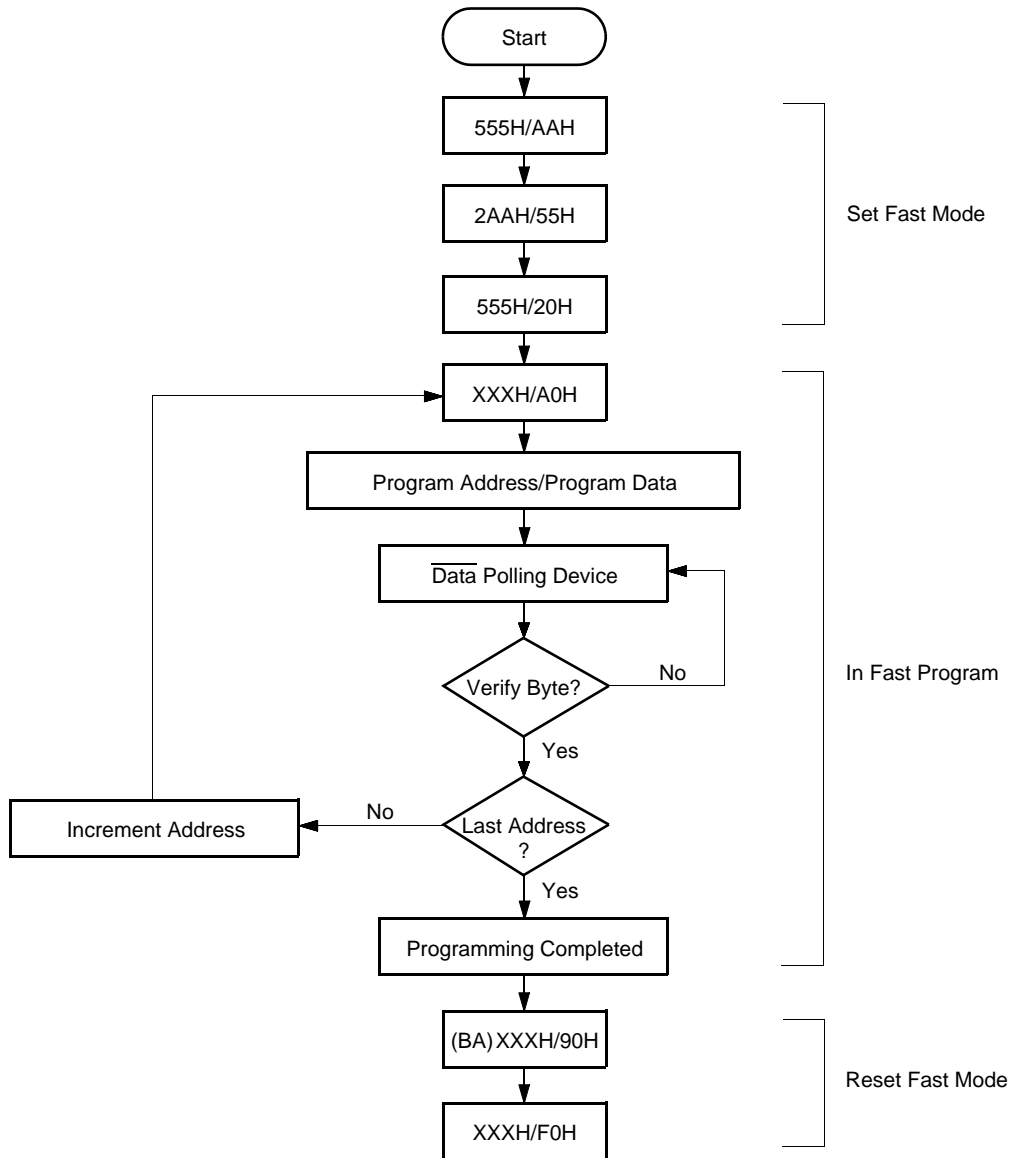 Start
555H/AAH
2AAH/55H
Set Fast Mode
555H/20H
XXXH/A0H
Program Address/Program Data
Data Polling Device
Verify Byte?
No
In Fast Program
Yes
Increment Address
No
Last Address
?
Yes
Programming Completed
(BA) XXXH/90H
Reset Fast Mode
XXXH/F0H